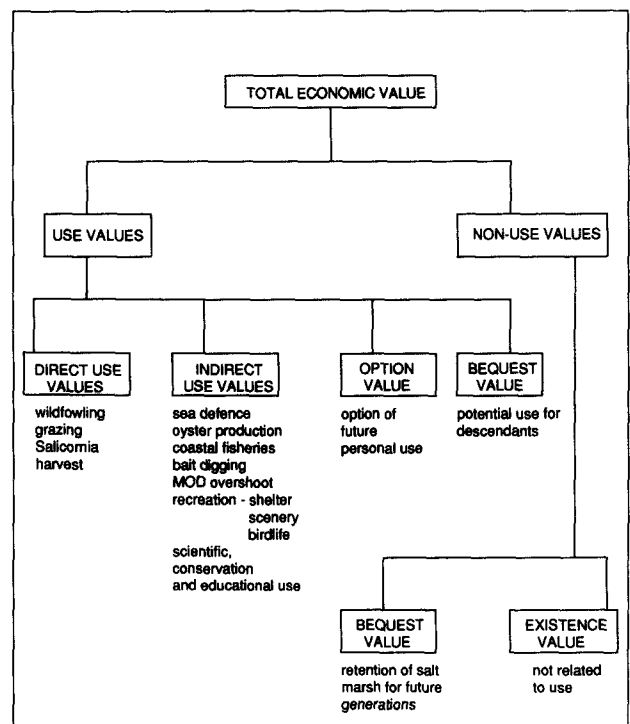 TOTAL ECONOMIC VALUE
USE VALUES
NON-USE VALUES
DIRECT USE
VALUES
wildfowling
grazing
Salicornia
harvest
INDIRECT
USE VALUES
sea defence
oyster production
coastal fisheries
bait digging
MOD overshoot
recreation - shelter
scenery
birdlife
scientific,
conservation
and educational use
OPTION
VALUE
option of
future
personal use
BEQUEST
VALUE
potential use for
descendants
BEQUEST
VALUE
retention of salt
marsh for future
generations
EXISTENCE
VALUE
not related
to use